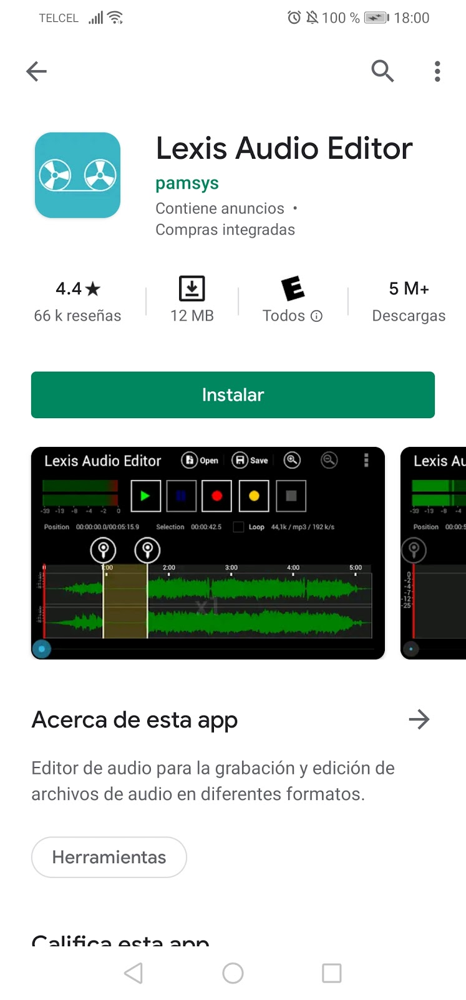 TELCEL 100 % 18:00
Lexis Audio Editor
pamsys
Contiene anuncios •
Compras integradas
4.4★ E 5 M+
66 k reseñas 12 MB Todos Descargas
Instalar
Lexis Audio Editor Open Save
-33 -13 -8 -4 -2 0
Position 00:00:00.0/00:05:15.9 Selection 00:00:42.5 Loop 44,1k / mp3 / 192 k/s
1:00 2:00 3:00 4:00 5:00
x1
Lexis Au
-33 -13 -8 -4
Position 00:00:5
0
-2
-4
-7
-12
-25
Acerca de esta app
Editor de audio para la grabación y edición de
archivos de audio en diferentes formatos.
Herramientas
Califica esta app